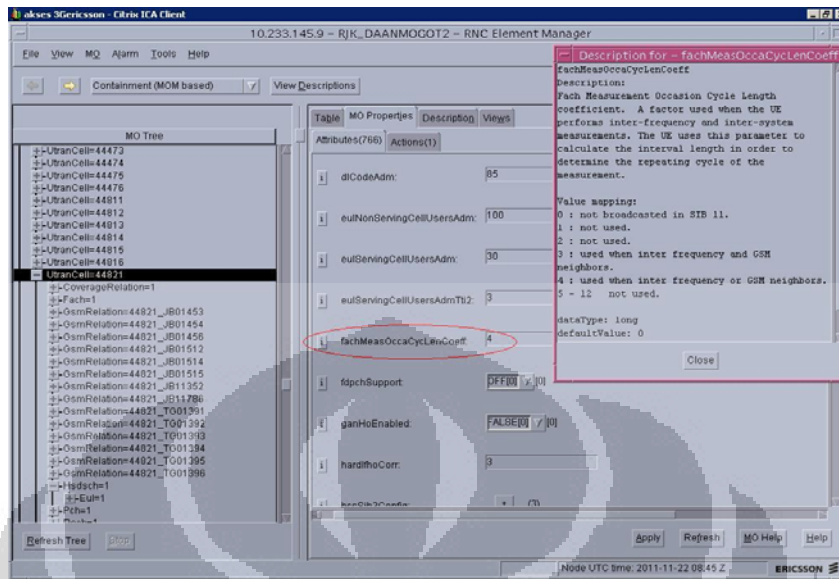 akses 3Gericsson - Citrix ICA Client
10.233.145.9 - RJK_DAANMOGOT2 - RNC Element Manager
File View MO Alarm Tools Help
Containment (MOM based) View Descriptions
MO Tree
UtranCell=44473
UtranCell=44474
UtranCell=44475
UtranCell=44476
UtranCell=44811
UtranCell=44812
UtranCell=44813
UtranCell=44814
UtranCell=44815
UtranCell=44816
UtranCell=44821
CoverageRelation=1
Fach=1
GsmRelation=44821_JB01453
GsmRelation=44821_JB01454
GsmRelation=44821_JB01456
GsmRelation=44821_JB01512
GsmRelation=44821_JB01514
GsmRelation=44821_JB01515
GsmRelation=44821_JB11352
GsmRelation=44821_JB11786
GsmRelation=44821_TG01391
GsmRelation=44821_TG01392
GsmRelation=44821_TG01393
GsmRelation=44821_TG01394
GsmRelation=44821_TG01395
GsmRelation=44821_TG01396
Hsdsch=1
Eul=1
Pch=1
Refresh Tree Stop
Table MO Properties Description Views
Attributes(766) Actions(1)
dlCodeAdm: 85
eulNonServingCellUsersAdm: 100
eulServingCellUsersAdm: 30
eulServingCellUsersAdmTti2: 3
fachMeasOccaCycLenCoeff: 4
fdpchSupport: OFF[0] [0]
ganHoEnabled: FALSE[0] [0]
hardIfhoCorr: 3
Apply Refresh MO Help Help
Node UTC time: 2011-11-22 08:45 Z ERICSSON
Description for - fachMeasOccaCycLenCoeff
fachMeasOccaCycLenCoeff
Description:
Fach Measurement Occasion Cycle Length
coefficient. A factor used when the UE
performs inter-frequency and inter-system
measurements. The UE uses this parameter to
calculate the interval length in order to
determine the repeating cycle of the
measurement.
Value mapping:
0 : not broadcasted in SIB 11.
1 : not used.
2 : not used.
3 : used when inter frequency and GSM
neighbors.
4 : used when inter frequency or GSM neighbors.
5 - 12 not used.
dataType: long
defaultValue: 0
Close